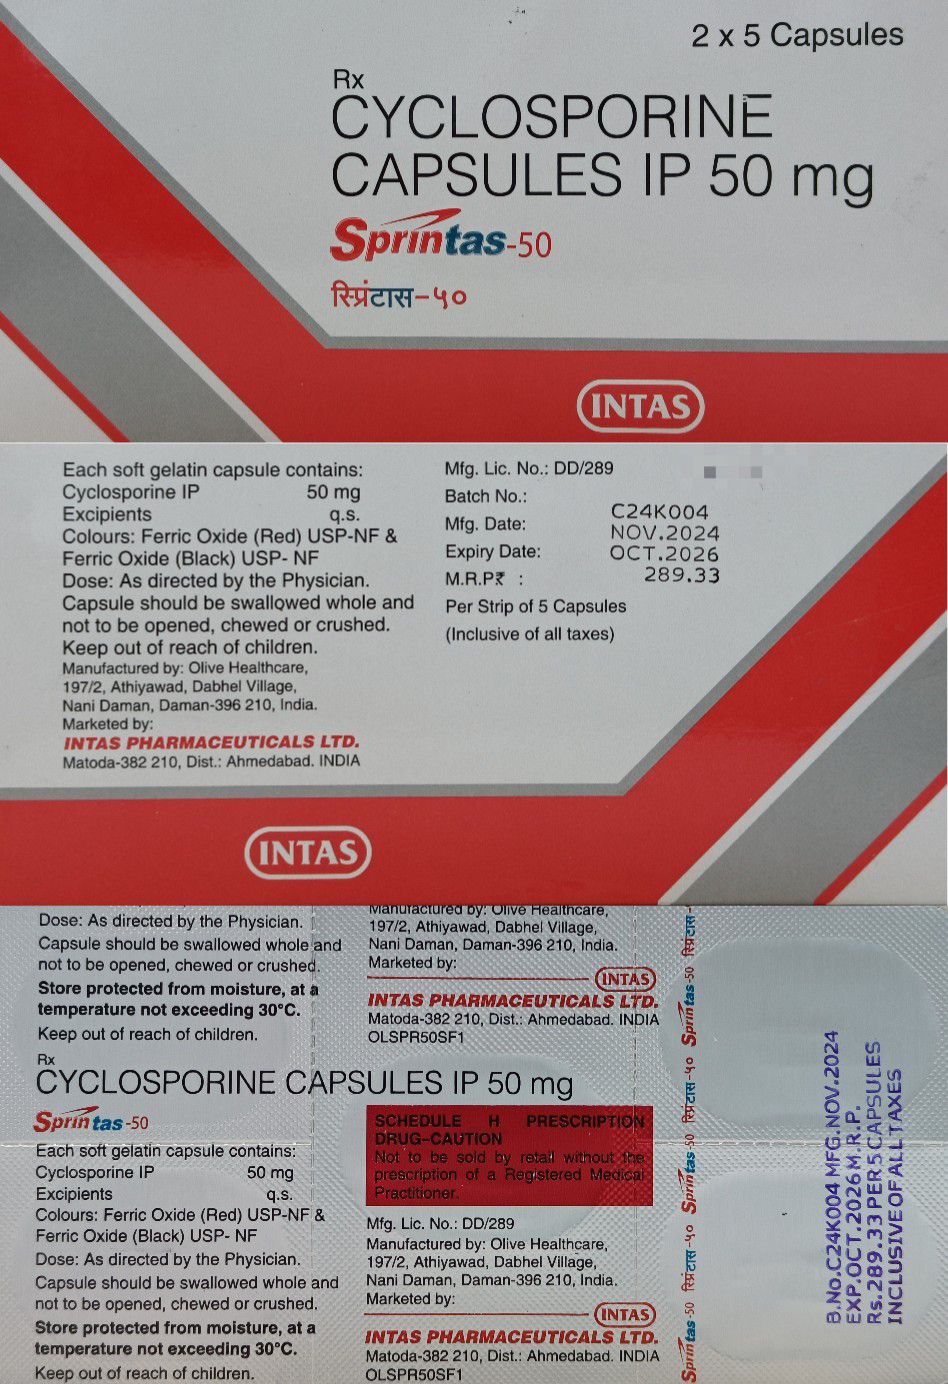 2 x 5 Capsules
Rx
CYCLOSPORINE
CAPSULES IP 50 mg
Sprintas-50
स्प्रिंटास-५०
INTAS
Each soft gelatin capsule contains:
Cyclosporine IP 50 mg
Excipients q.s.
Colours: Ferric Oxide (Red) USP-NF &
Ferric Oxide (Black) USP- NF
Dose: As directed by the Physician.
Capsule should be swallowed whole and
not to be opened, chewed or crushed.
Keep out of reach of children.
Manufactured by: Olive Healthcare,
197/2, Athiyawad, Dabhel Village,
Nani Daman, Daman-396 210, India.
Marketed by:
INTAS PHARMACEUTICALS LTD.
Matoda-382 210, Dist.: Ahmedabad. INDIA
Mfg. Lic. No.: DD/289
Batch No.: C24K004
Mfg. Date: NOV.2024
Expiry Date: OCT.2026
M.R.P₹ : 289.33
Per Strip of 5 Capsules
(Inclusive of all taxes)
INTAS
Dose: As directed by the Physician.
Capsule should be swallowed whole and
not to be opened, chewed or crushed.
Store protected from moisture, at a
temperature not exceeding 30°C.
Keep out of reach of children.
Manufactured by: Olive Healthcare,
197/2, Athiyawad, Dabhel Village,
Nani Daman, Daman-396 210, India.
Marketed by:
INTAS
INTAS PHARMACEUTICALS LTD.
Matoda-382 210, Dist.: Ahmedabad. INDIA
OLSPR50SF1
Rx
CYCLOSPORINE CAPSULES IP 50 mg
Sprintas-50
Each soft gelatin capsule contains:
Cyclosporine IP 50 mg
Excipients q.s.
Colours: Ferric Oxide (Red) USP-NF &
Ferric Oxide (Black) USP- NF
Dose: As directed by the Physician.
Capsule should be swallowed whole and
not to be opened, chewed or crushed.
Store protected from moisture, at a
temperature not exceeding 30°C.
Keep out of reach of children.
SCHEDULE H PRESCRIPTION
DRUG-CAUTION
Not to be sold by retail without the
prescription of a Registered Medical
Practitioner.
Mfg. Lic. No.: DD/289
Manufactured by: Olive Healthcare,
197/2, Athiyawad, Dabhel Village,
Nani Daman, Daman-396 210, India.
Marketed by:
INTAS
INTAS PHARMACEUTICALS LTD.
Matoda-382 210, Dist.: Ahmedabad. INDIA
OLSPR50SF1
Sprintas-50 स्प्रिंटास-५० Sprintas-50 स्प्रिंटास-५० Sprintas-50 स्प्रिंटास-
B.No.C24K004 MFG.NOV.2024
EXP.OCT.2026 M.R.P.
Rs.289.33 PER 5 CAPSULES
INCLUSIVE OF ALL TAXES